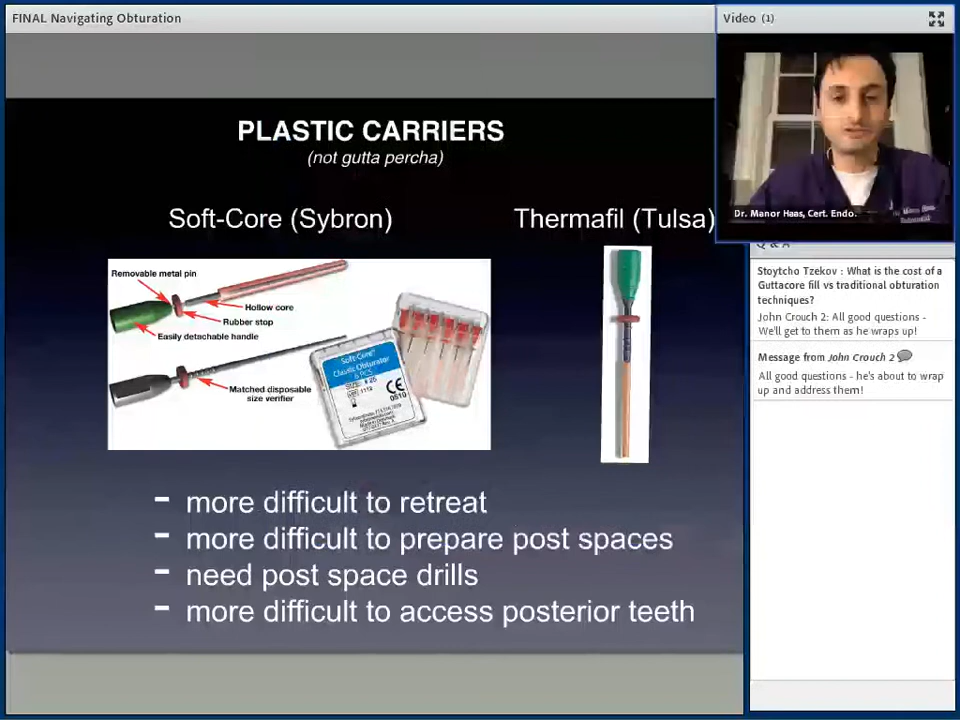 FINAL Navigating Obturation
Video (1)
Dr. Manor Haas, Cert. Endo.
PLASTIC CARRIERS
(not gutta percha)
Soft-Core (Sybron)
Thermafil (Tulsa)
Removable metal pin
Hollow core
Rubber stop
Easily detachable handle
Matched disposable
size verifier
Soft-Core®
Classic Obturator
6 PCS
CE
0810
- more difficult to retreat
- more difficult to prepare post spaces
- need post space drills
- more difficult to access posterior teeth
Q & A
Stoytcho Tzekov : What is the cost of a
Guttacore fill vs traditional obturation
techniques?
John Crouch 2: All good questions -
We'll get to them as he wraps up!
Message from John Crouch 2
All good questions - he's about to wrap
up and address them!